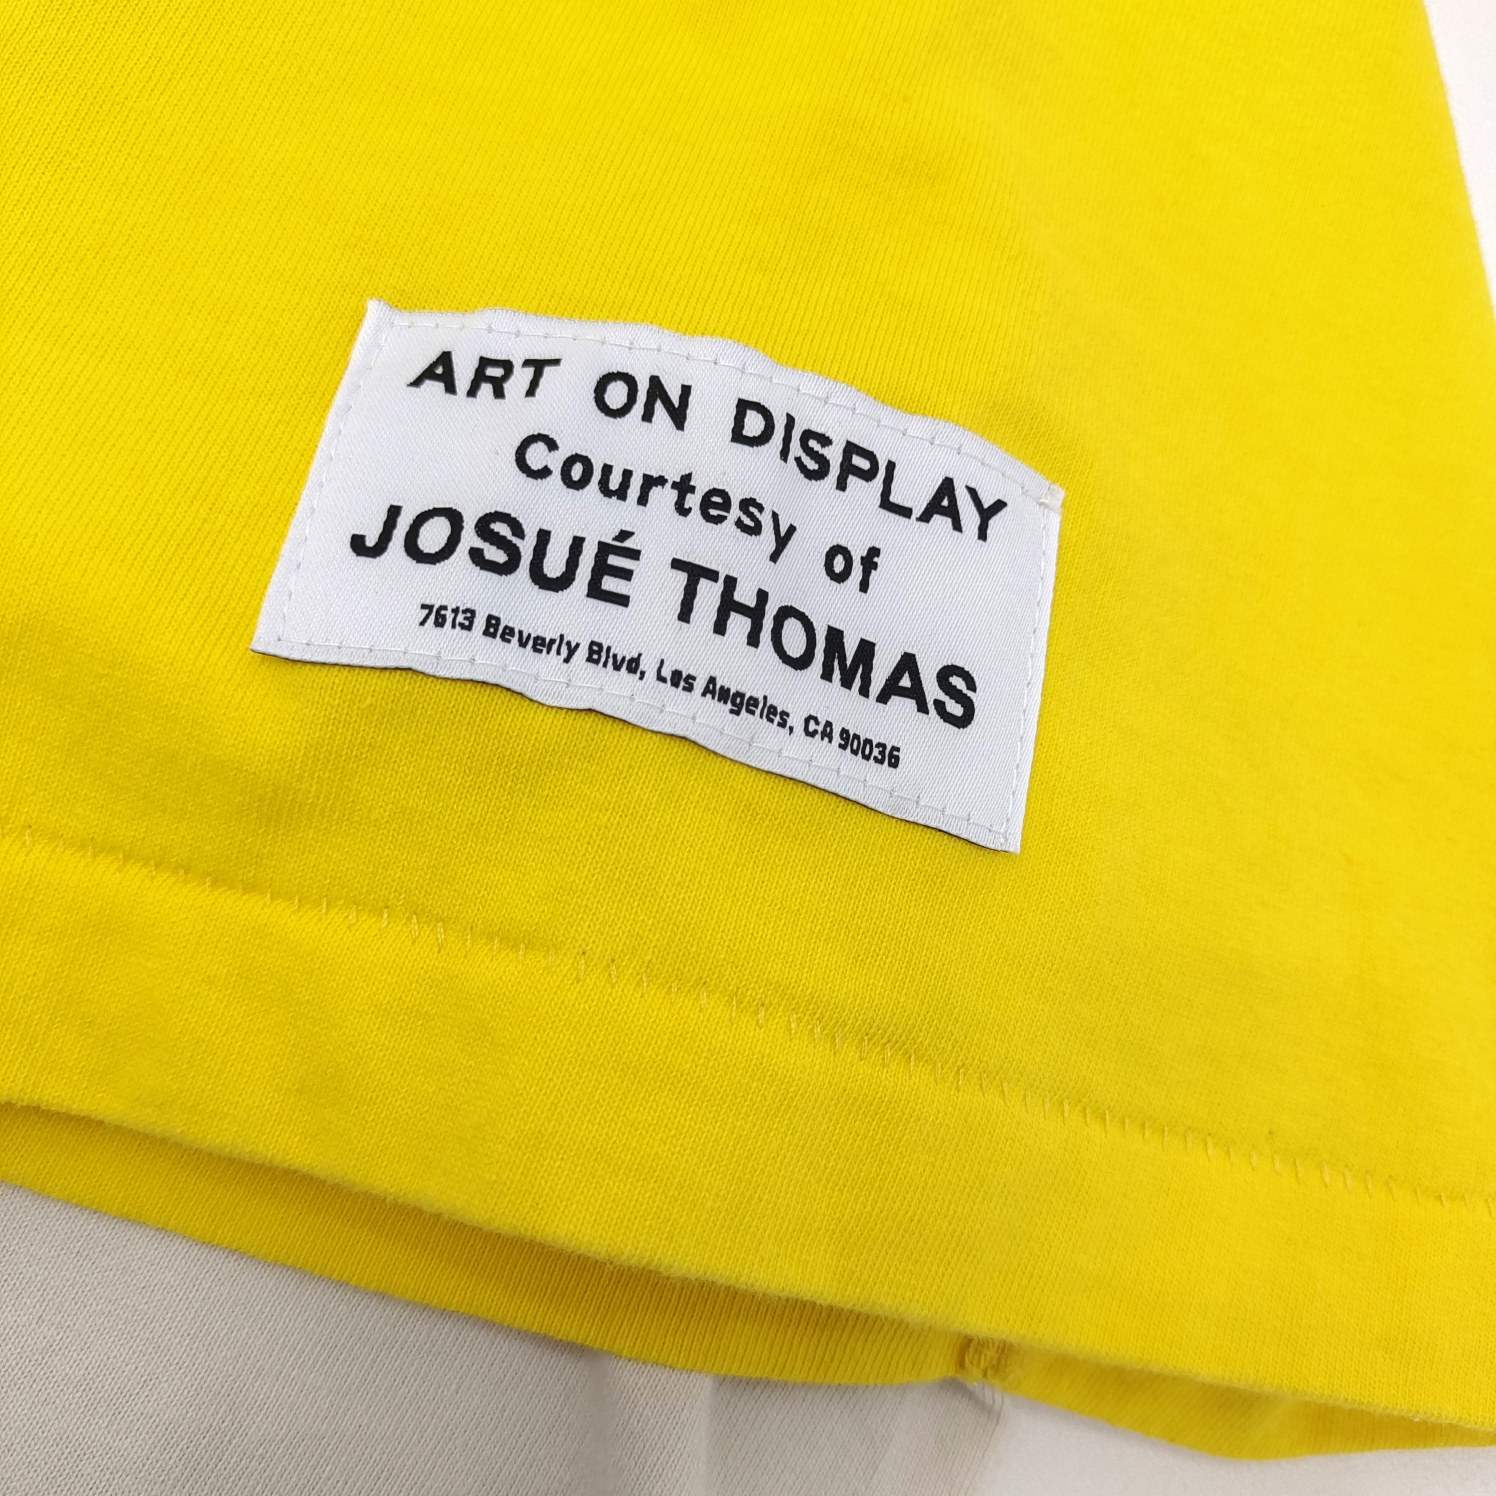 ART ON DISPLAY
Courtesy of
JOSUÉ THOMAS
7613 Beverly Blvd, Los Angeles, CA 90036